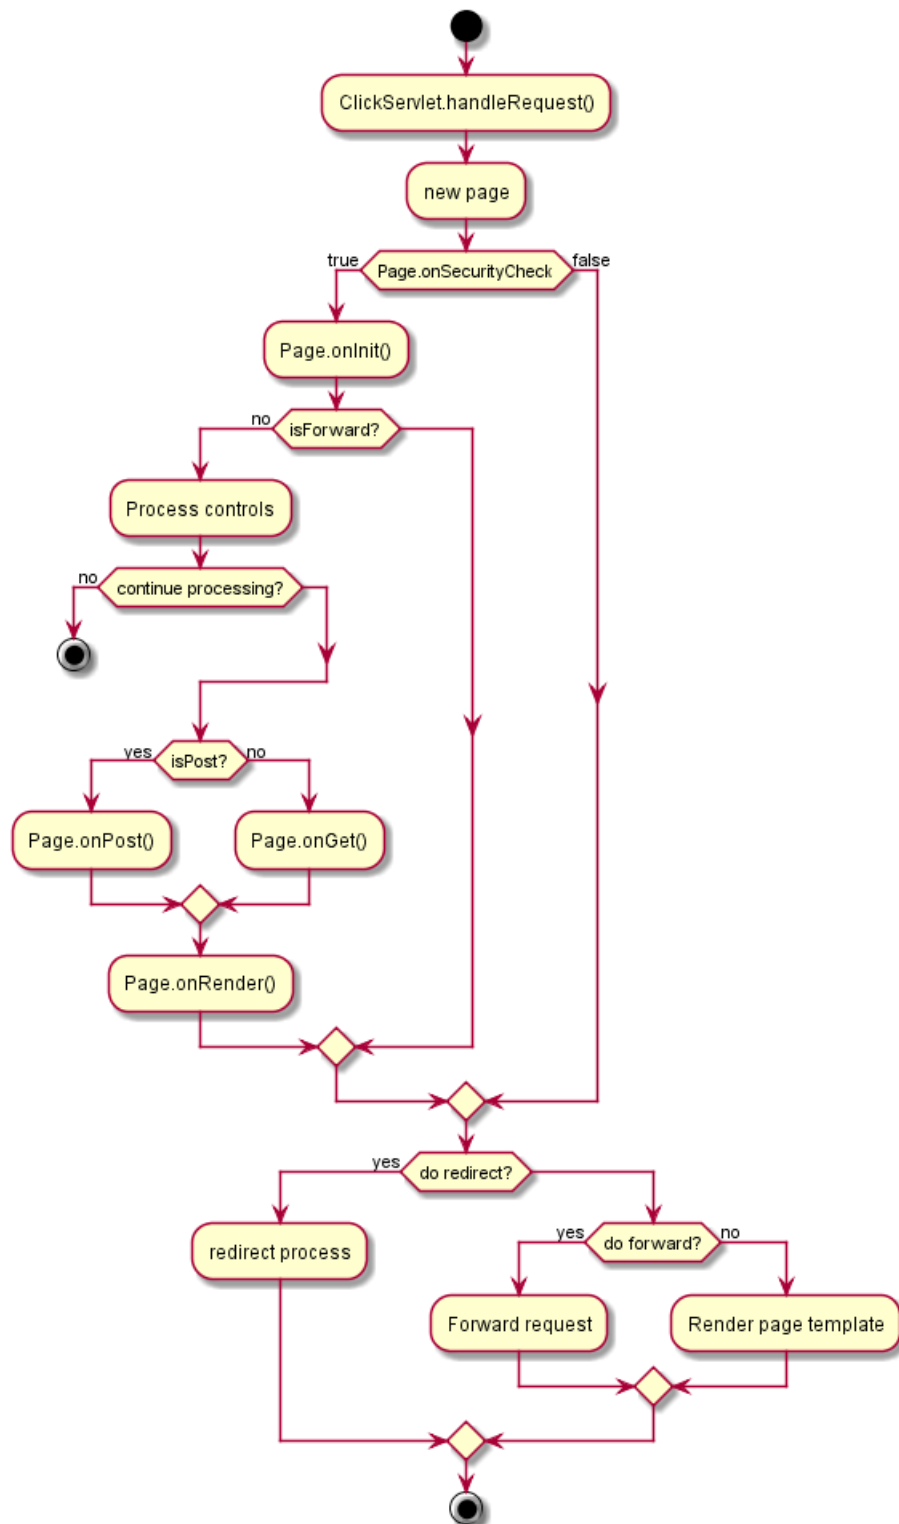 ClickServlet.handleRequest()
new page
true
Page.onSecurityCheck
false
Page.onInit()
no
isForward?
Process controls
no
continue processing?
yes
isPost?
no
Page.onPost()
Page.onGet()
Page.onRender()
yes
do redirect?
redirect process
yes
do forward?
no
Forward request
Render page template